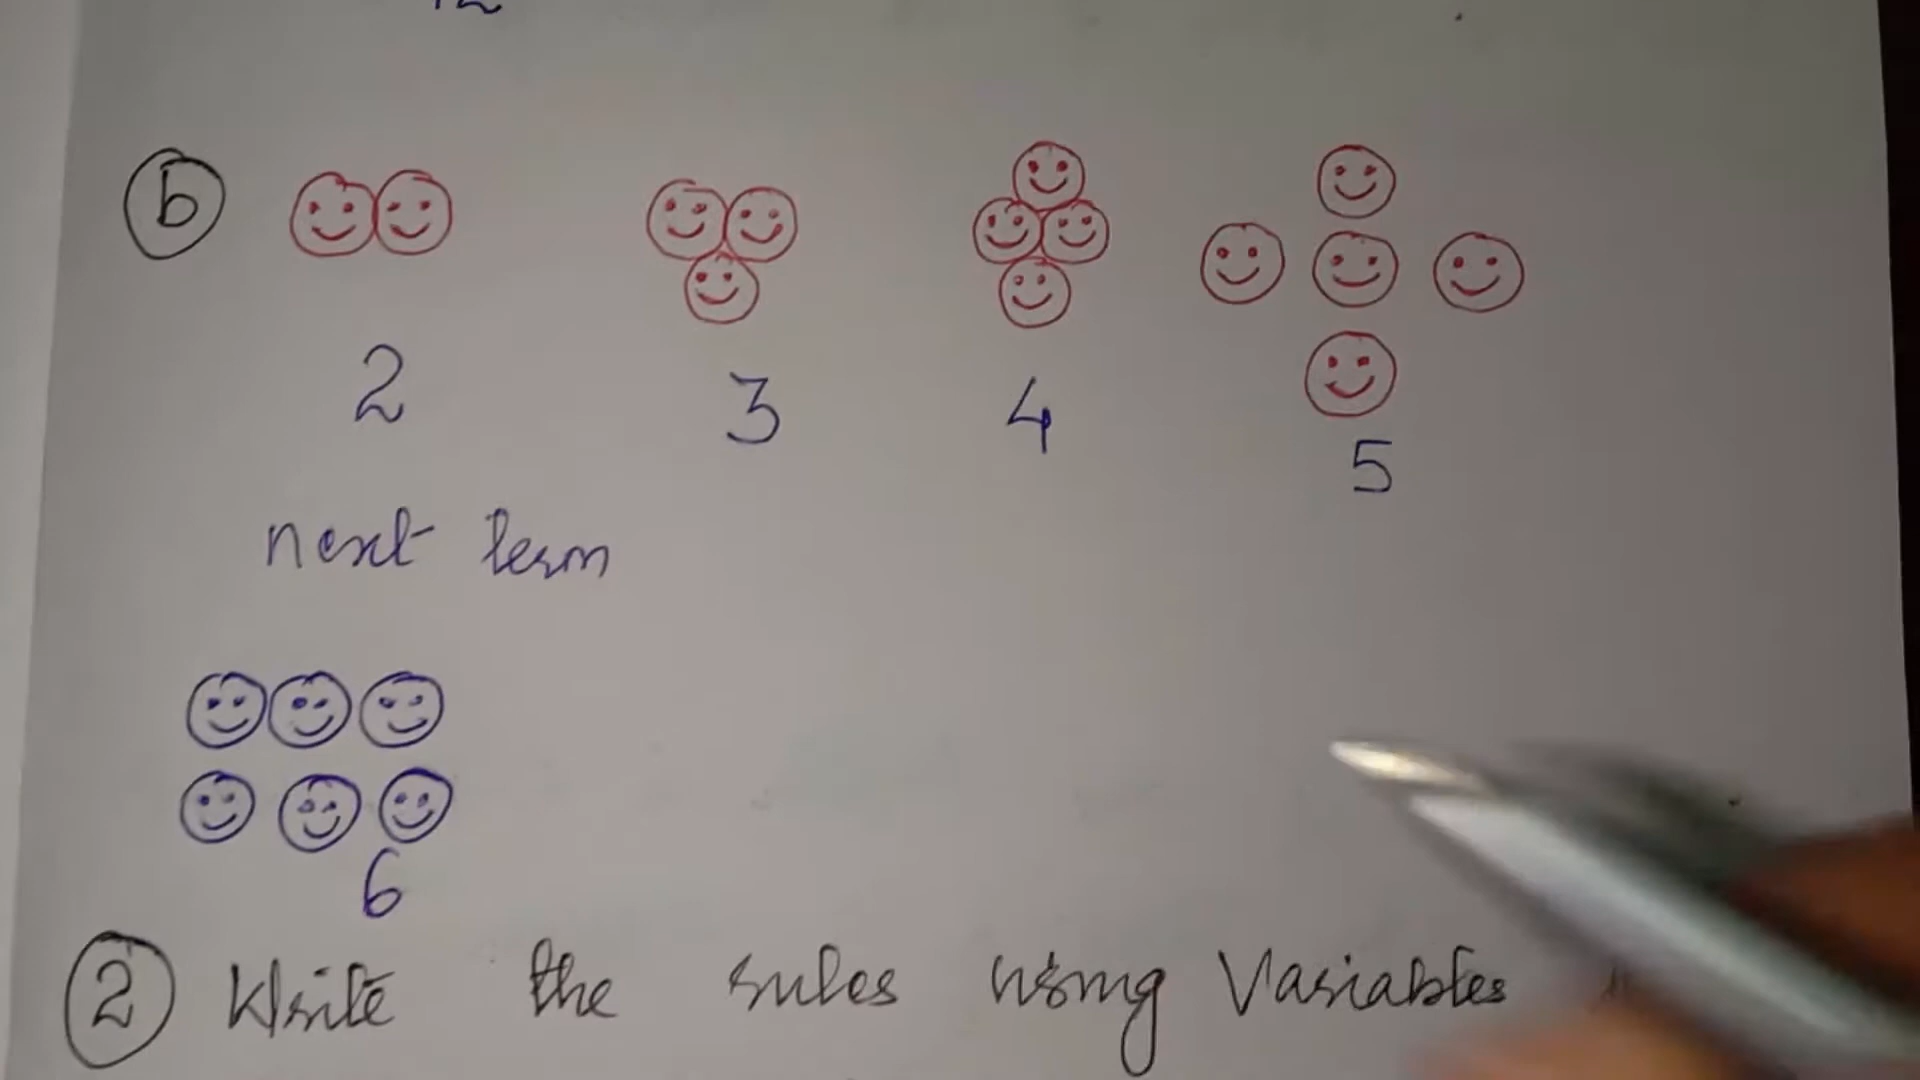 b
2 3 4 5
next term
6
2 Write the rules using Variables